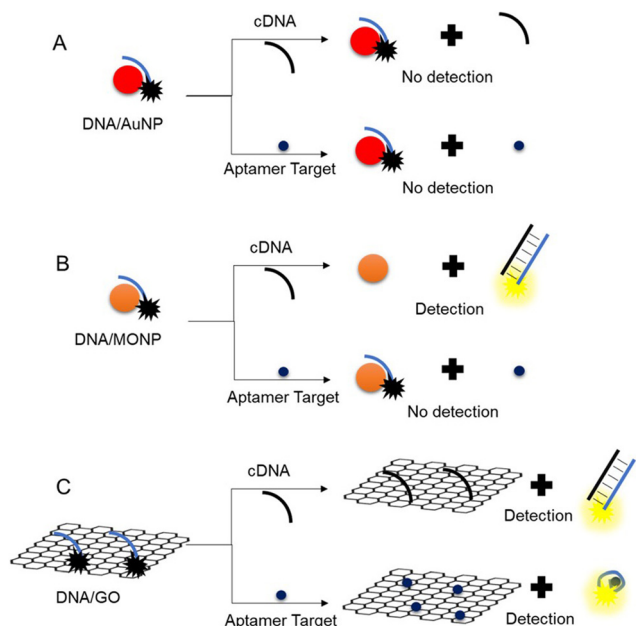 A
cDNA
No detection
DNA/AuNP
Aptamer Target
No detection
B
cDNA
Detection
DNA/MONP
Aptamer Target
No detection
C
cDNA
Detection
DNA/GO
Aptamer Target
Detection